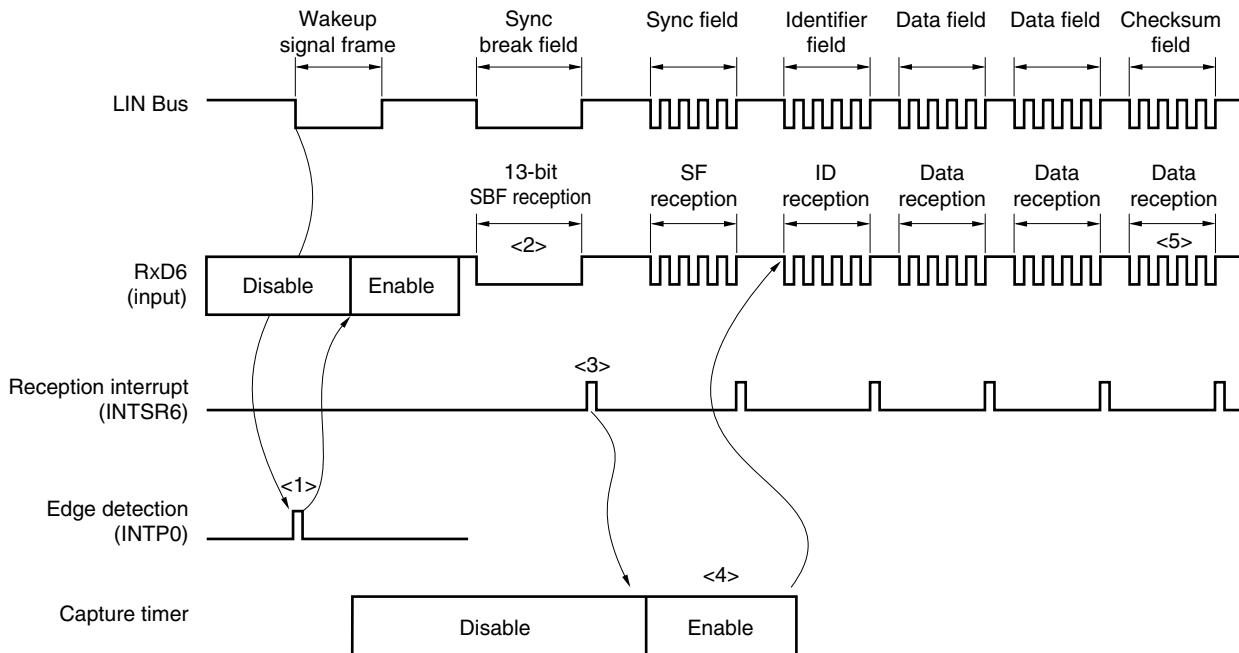 Wakeup
signal frame
Sync
break field
Sync field
Identifier
field
Data field
Data field
Checksum
field
LIN Bus
13-bit
SBF reception
SF
reception
ID
reception
Data
reception
Data
reception
Data
reception
<2>
<5>
RxD6
(input)
Disable
Enable
Reception interrupt
(INTSR6)
<3>
Edge detection
(INTP0)
<1>
Capture timer
Disable
<4>
Enable